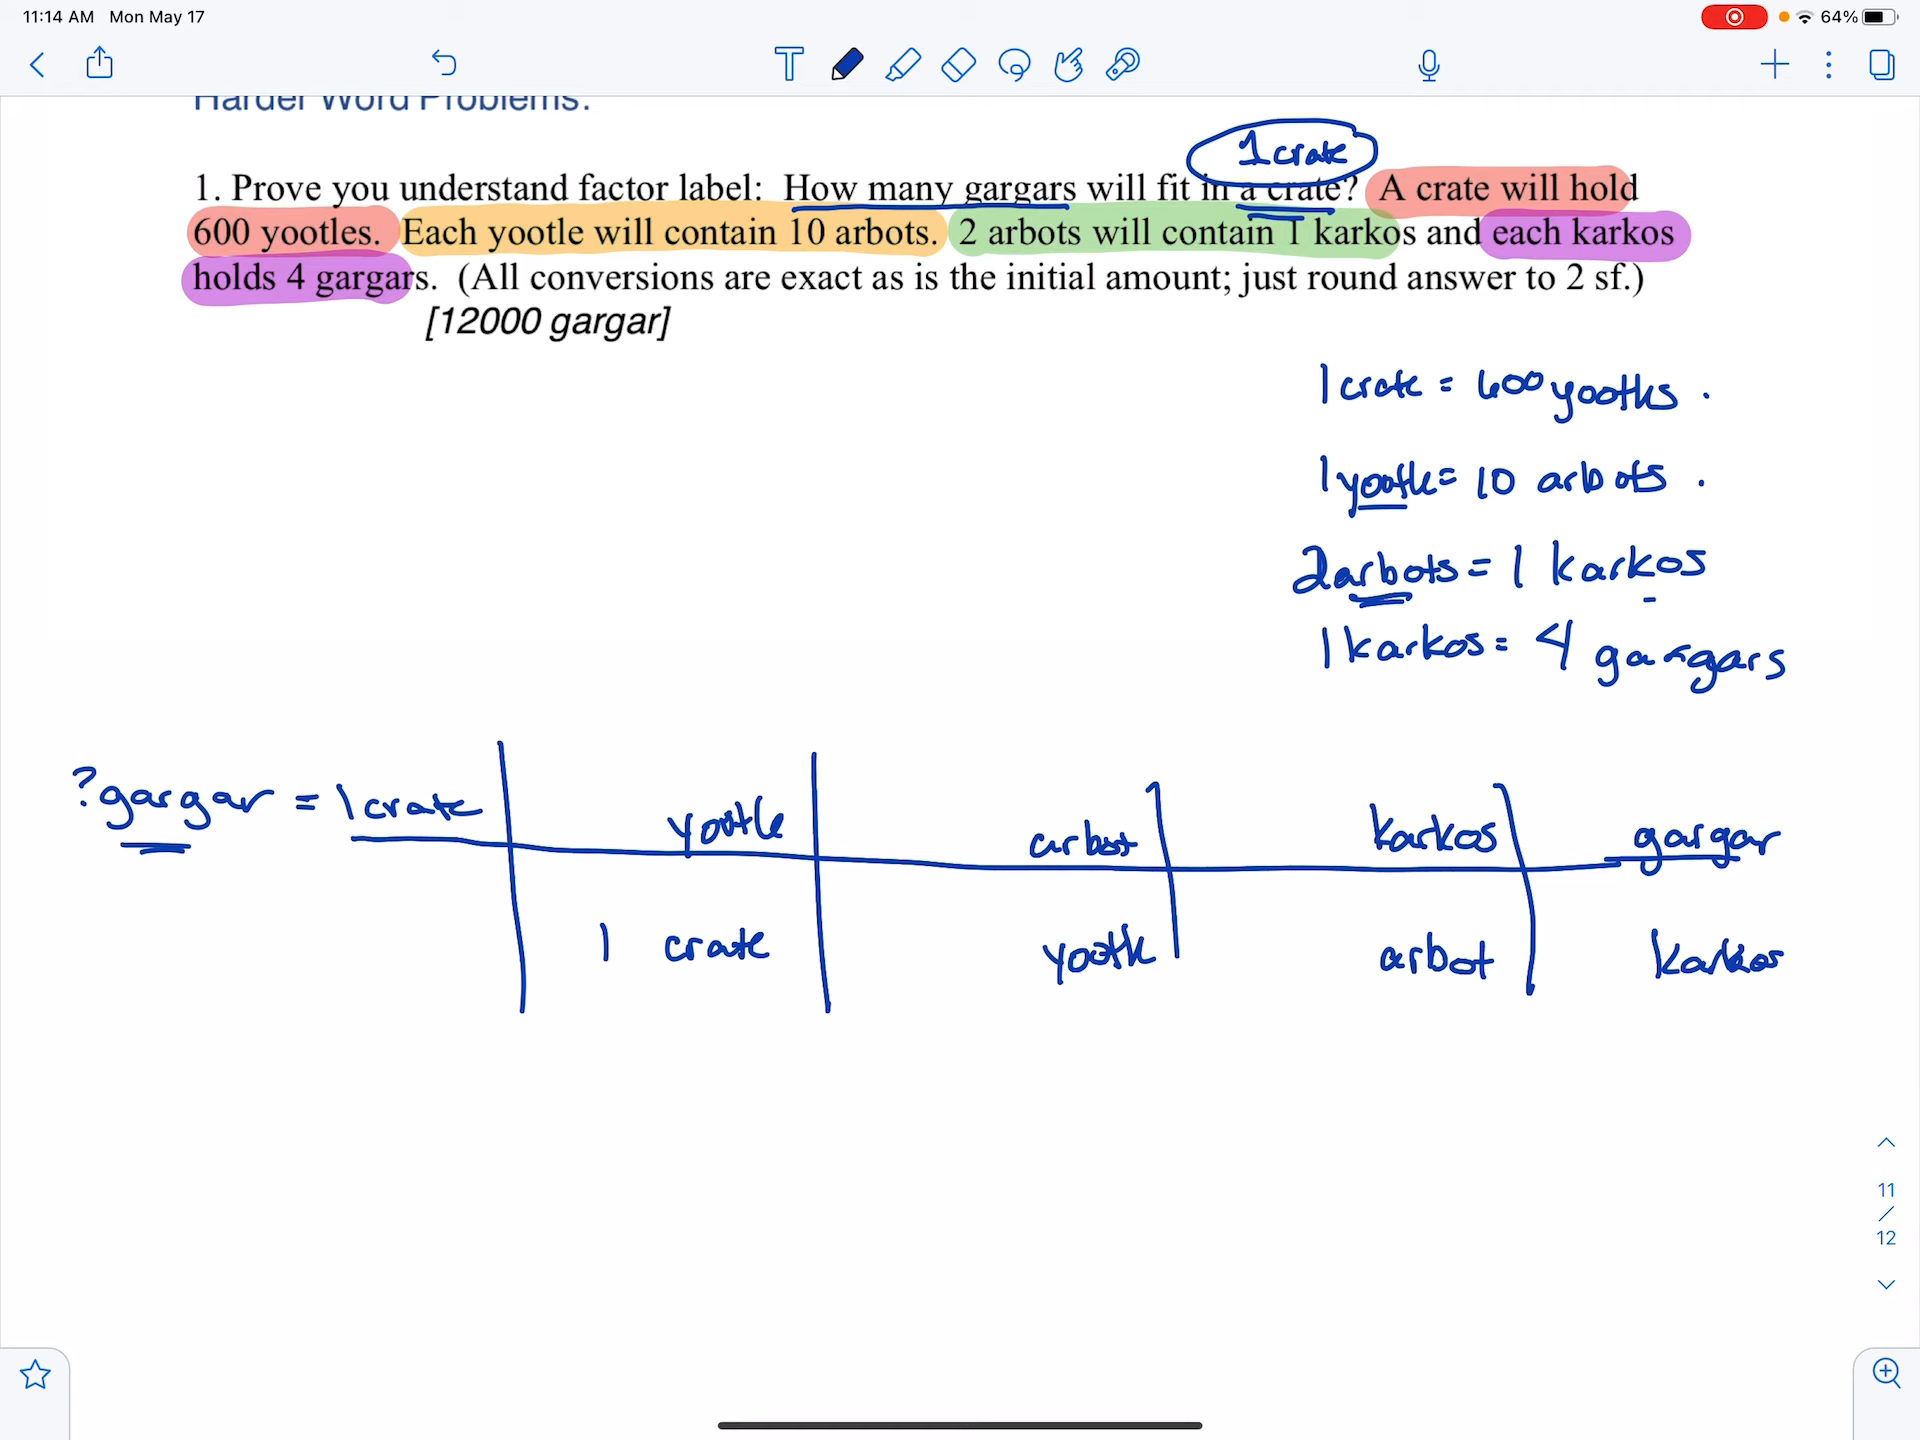 11:14 AM Mon May 17
64%
T
Harder Word Problems:
1 crate
1. Prove you understand factor label: How many gargars will fit in a crate? A crate will hold
600 yootles. Each yootle will contain 10 arbots. 2 arbots will contain 1 karkos and each karkos
holds 4 gargars. (All conversions are exact as is the initial amount; just round answer to 2 sf.)
[12000 gargar]
1 crate = 600 yootles .
1 yootle = 10 arbots .
2 arbots = 1 karkos
1 karkos = 4 gargars
? gargar = 1 crate yootle arbot karkos gargar
1 crate yootle arbot karkos
11
/
12